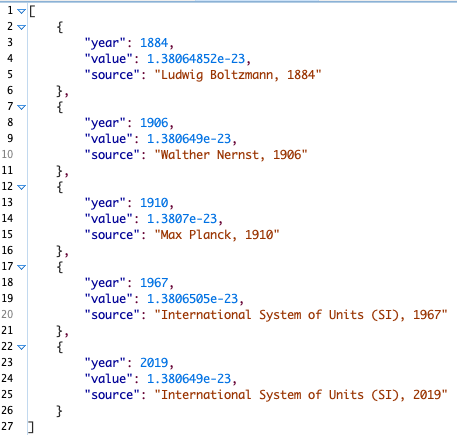 1 [
2 {
3 "year": 1884,
4 "value": 1.38064852e-23,
5 "source": "Ludwig Boltzmann, 1884"
6 },
7 {
8 "year": 1906,
9 "value": 1.380649e-23,
10 "source": "Walther Nernst, 1906"
11 },
12 {
13 "year": 1910,
14 "value": 1.3807e-23,
15 "source": "Max Planck, 1910"
16 },
17 {
18 "year": 1967,
19 "value": 1.3806505e-23,
20 "source": "International System of Units (SI), 1967"
21 },
22 {
23 "year": 2019,
24 "value": 1.380649e-23,
25 "source": "International System of Units (SI), 2019"
26 }
27 ]